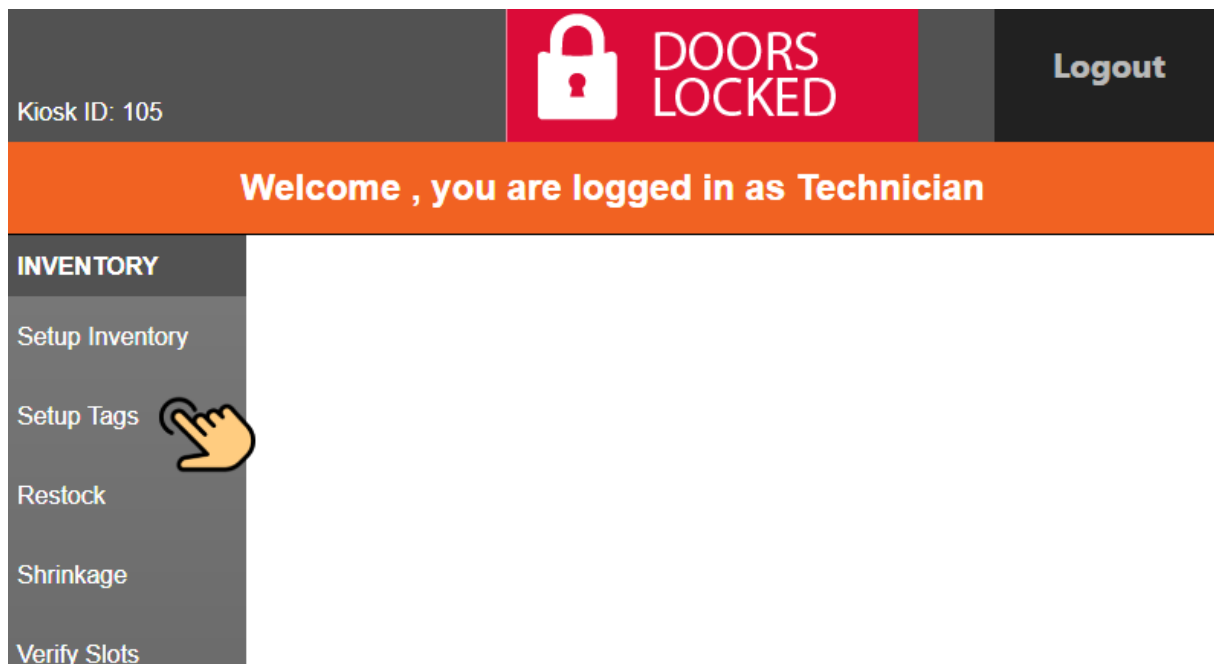 Kiosk ID: 105
DOORS
LOCKED
Logout
Welcome , you are logged in as Technician
INVENTORY
Setup Inventory
Setup Tags
Restock
Shrinkage
Verify Slots